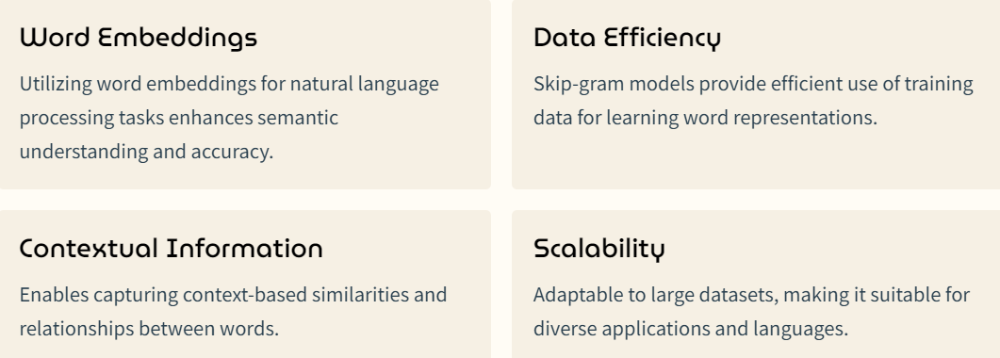 Word Embeddings
Utilizing word embeddings for natural language
processing tasks enhances semantic
understanding and accuracy.
Data Efficiency
Skip-gram models provide efficient use of training
data for learning word representations.
Contextual Information
Enables capturing context-based similarities and
relationships between words.
Scalability
Adaptable to large datasets, making it suitable for
diverse applications and languages.